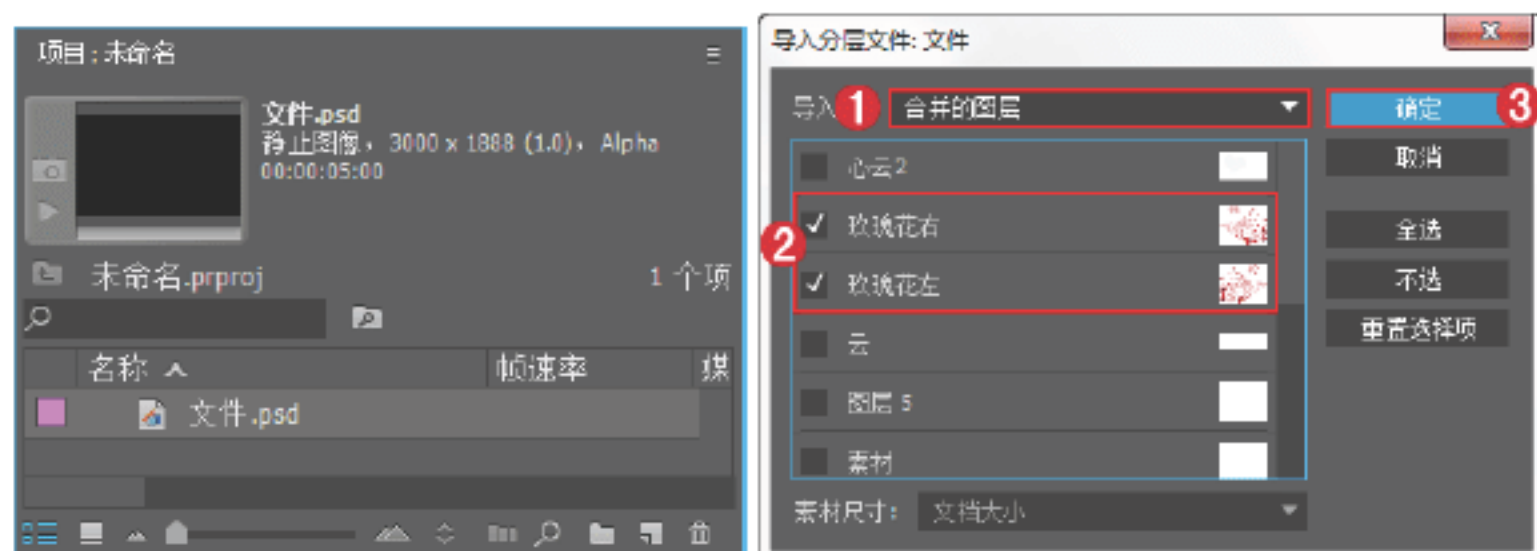 项目:未命名
文件.psd
静止图像，3000 x 1888 (1.0)，Alpha
00:00:05:00
未命名.prproj
1 个项
名称
帧速率
媒
文件.psd
导入分层文件: 文件
导入
1
合并的图层
确定
3
心云2
取消
2
玫瑰花右
全选
玫瑰花左
不选
云
重置选择项
图层 5
素材
素材尺寸：
文档大小